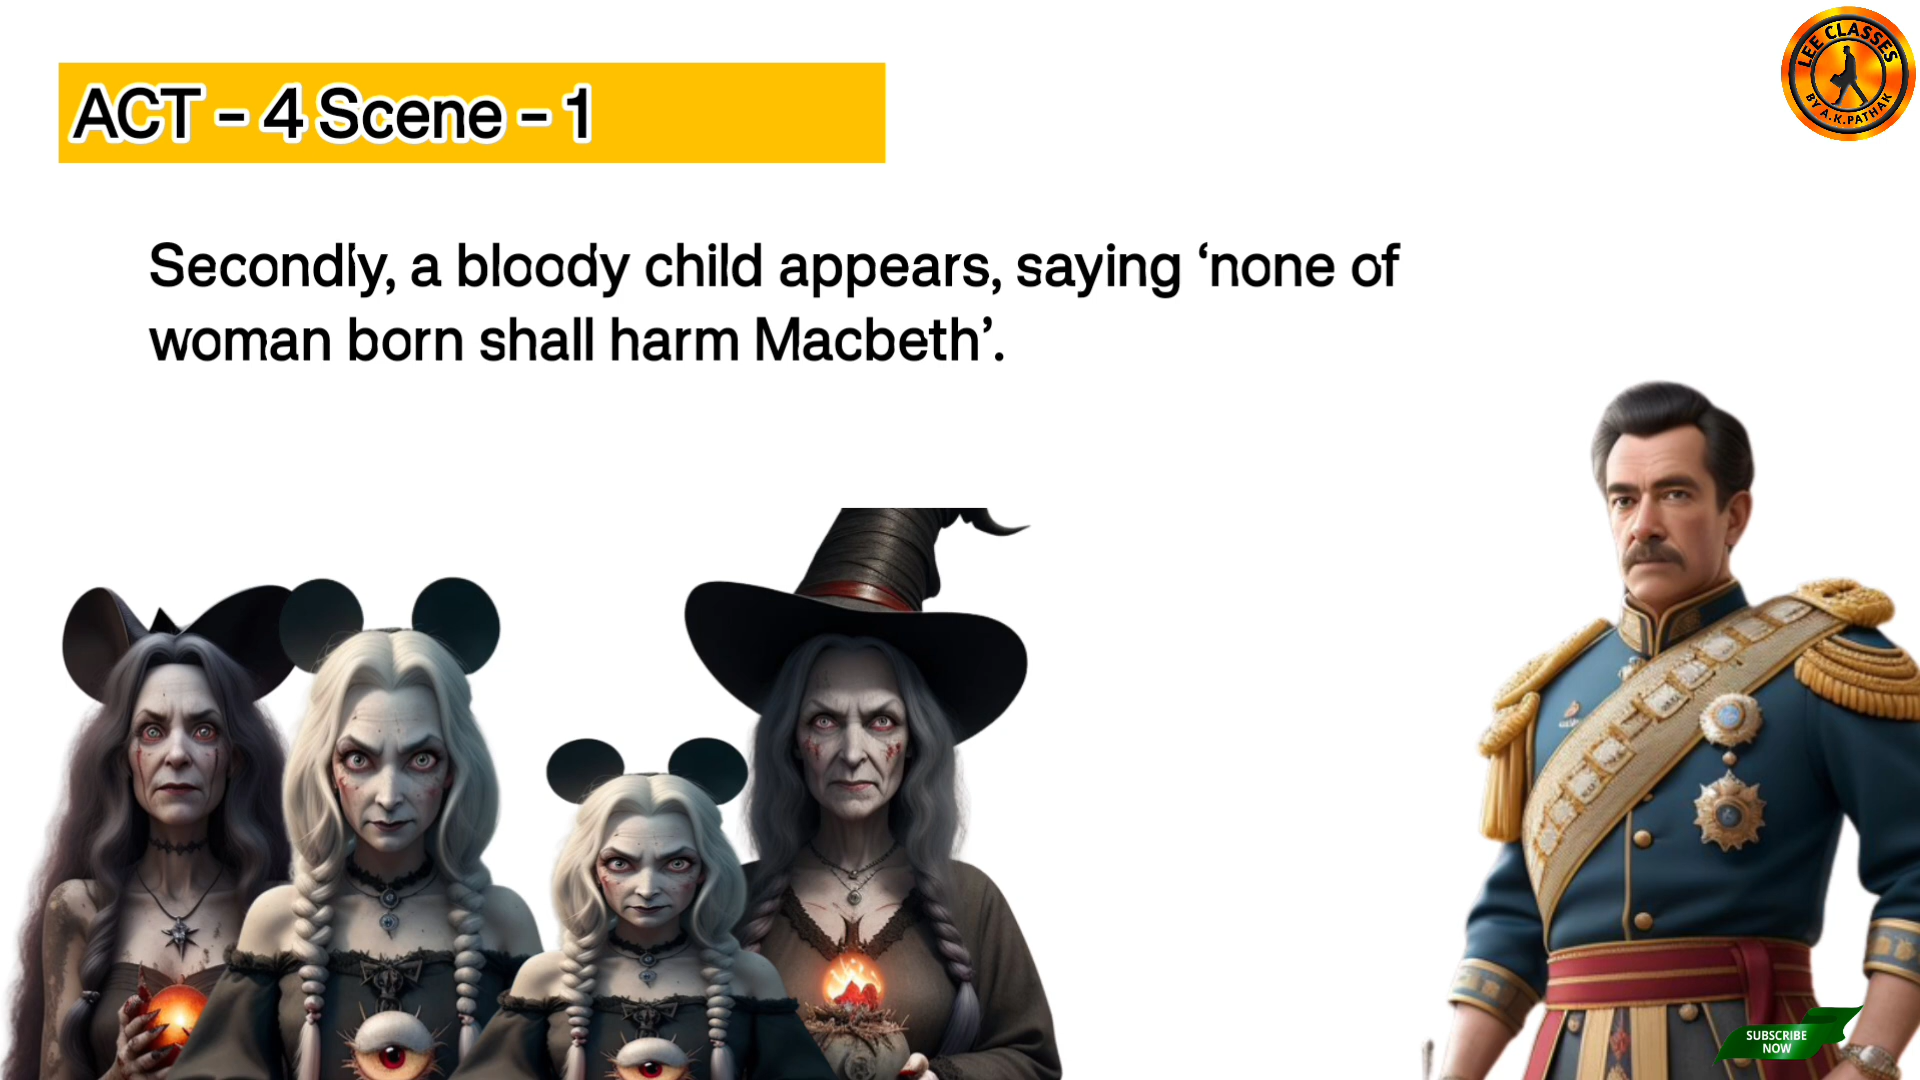 LEE CLASSES
BY A.K.PATHAK
ACT - 4 Scene - 1
Secondly, a bloody child appears, saying ‘none of
woman born shall harm Macbeth’.
SUBSCRIBE
NOW